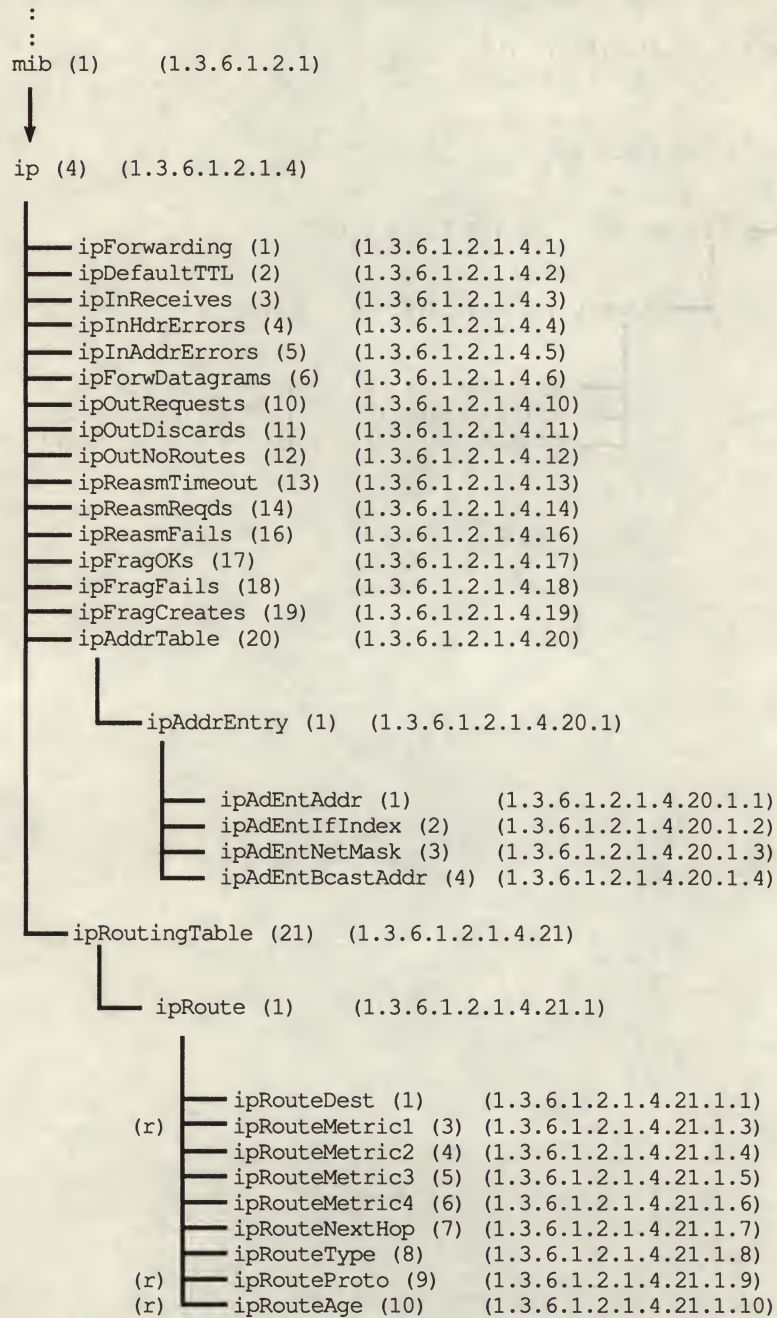 :
:
mib (1) (1.3.6.1.2.1)
ip (4) (1.3.6.1.2.1.4)
ipForwarding (1) (1.3.6.1.2.1.4.1)
ipDefaultTTL (2) (1.3.6.1.2.1.4.2)
ipInReceives (3) (1.3.6.1.2.1.4.3)
ipInHdrErrors (4) (1.3.6.1.2.1.4.4)
ipInAddrErrors (5) (1.3.6.1.2.1.4.5)
ipForwDatagrams (6) (1.3.6.1.2.1.4.6)
ipOutRequests (10) (1.3.6.1.2.1.4.10)
ipOutDiscards (11) (1.3.6.1.2.1.4.11)
ipOutNoRoutes (12) (1.3.6.1.2.1.4.12)
ipReasmTimeout (13) (1.3.6.1.2.1.4.13)
ipReasmReqds (14) (1.3.6.1.2.1.4.14)
ipReasmFails (16) (1.3.6.1.2.1.4.16)
ipFragOKs (17) (1.3.6.1.2.1.4.17)
ipFragFails (18) (1.3.6.1.2.1.4.18)
ipFragCreates (19) (1.3.6.1.2.1.4.19)
ipAddrTable (20) (1.3.6.1.2.1.4.20)
ipAddrEntry (1) (1.3.6.1.2.1.4.20.1)
ipAdEntAddr (1) (1.3.6.1.2.1.4.20.1.1)
ipAdEntIfIndex (2) (1.3.6.1.2.1.4.20.1.2)
ipAdEntNetMask (3) (1.3.6.1.2.1.4.20.1.3)
ipAdEntBcastAddr (4) (1.3.6.1.2.1.4.20.1.4)
ipRoutingTable (21) (1.3.6.1.2.1.4.21)
ipRoute (1) (1.3.6.1.2.1.4.21.1)
ipRouteDest (1) (1.3.6.1.2.1.4.21.1.1)
(r) ipRouteMetric1 (3) (1.3.6.1.2.1.4.21.1.3)
ipRouteMetric2 (4) (1.3.6.1.2.1.4.21.1.4)
ipRouteMetric3 (5) (1.3.6.1.2.1.4.21.1.5)
ipRouteMetric4 (6) (1.3.6.1.2.1.4.21.1.6)
ipRouteNextHop (7) (1.3.6.1.2.1.4.21.1.7)
ipRouteType (8) (1.3.6.1.2.1.4.21.1.8)
(r) ipRouteProto (9) (1.3.6.1.2.1.4.21.1.9)
(r) ipRouteAge (10) (1.3.6.1.2.1.4.21.1.10)